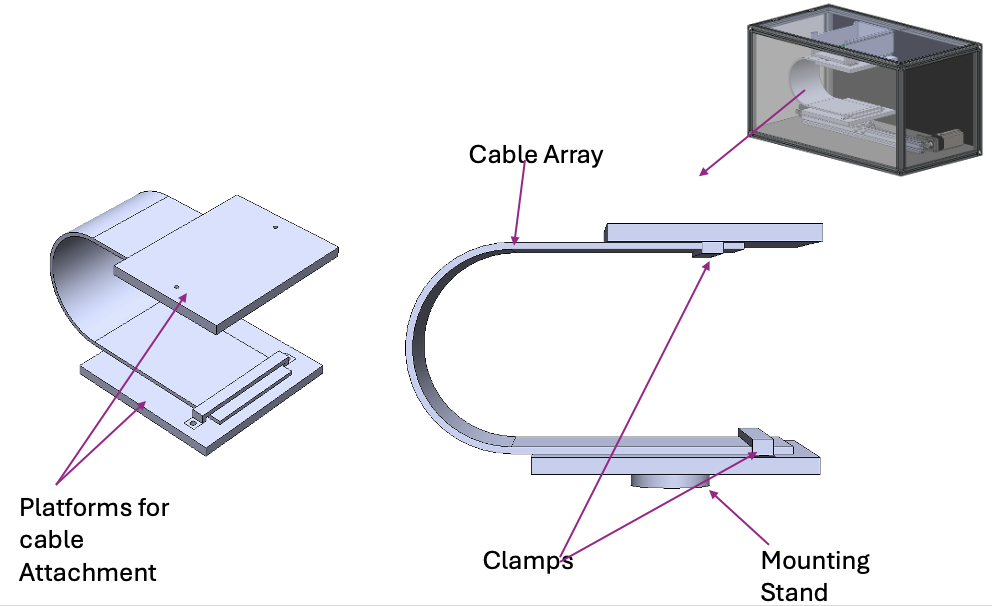 Cable Array
Platforms for
cable
Attachment
Clamps
Mounting
Stand